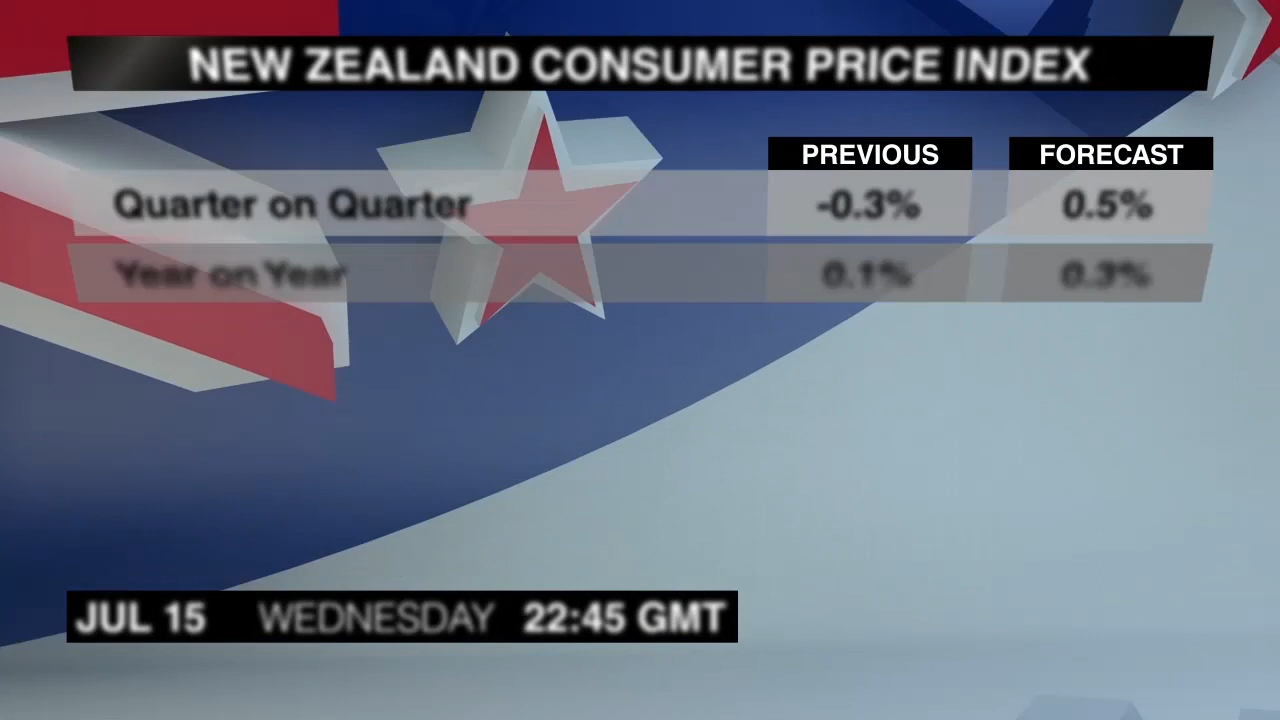 NEW ZEALAND CONSUMER PRICE INDEX
PREVIOUS FORECAST
Quarter on Quarter -0.3% 0.5%
Year on Year 0.1% 0.3%
JUL 15 WEDNESDAY 22:45 GMT